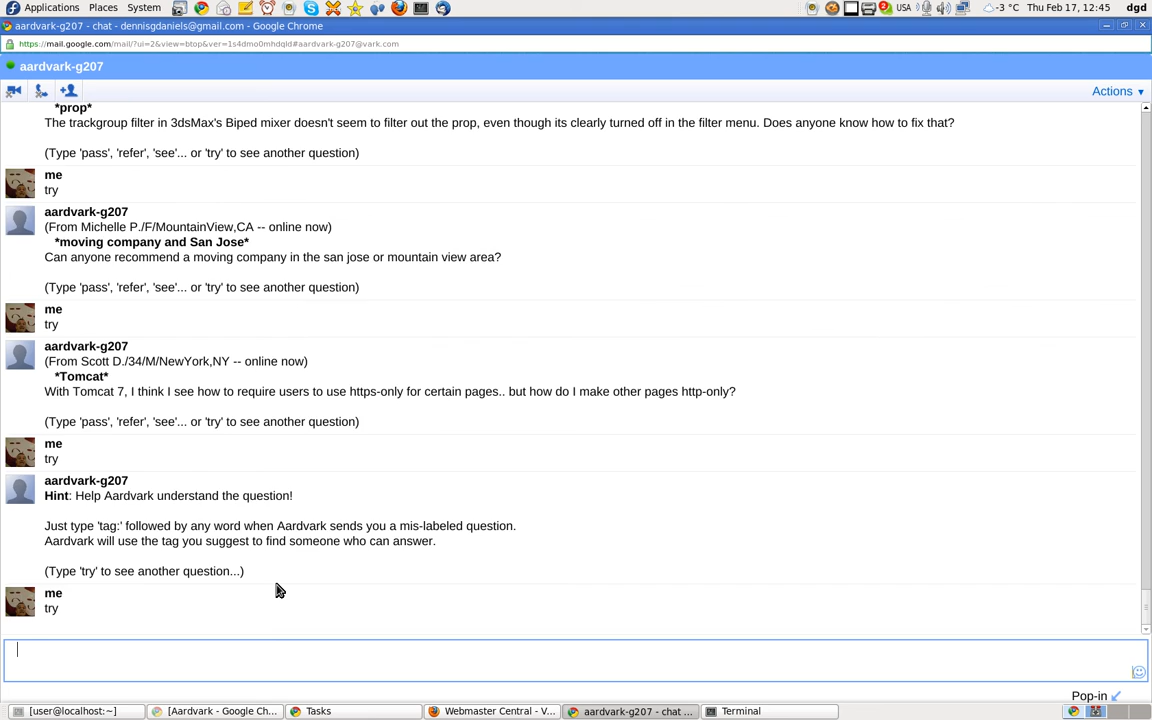 Applications Places System
USA
2
-3 °C Thu Feb 17, 12:45 dgd
aardvark-g207 - chat - dennisgdaniels@gmail.com - Google Chrome
https://mail.google.com/mail/?ui=2&view=btop&ver=1s4dmo0mhdqld#aardvark-g207@vark.com
aardvark-g207
Actions
*prop*
The trackgroup filter in 3dsMax's Biped mixer doesn't seem to filter out the prop, even though its clearly turned off in the filter menu. Does anyone know how to fix that?
(Type 'pass', 'refer', 'see'... or 'try' to see another question)
me
try
aardvark-g207
(From Michelle P./F/MountainView,CA -- online now)
*moving company and San Jose*
Can anyone recommend a moving company in the san jose or mountain view area?
(Type 'pass', 'refer', 'see'... or 'try' to see another question)
me
try
aardvark-g207
(From Scott D./34/M/NewYork,NY -- online now)
*Tomcat*
With Tomcat 7, I think I see how to require users to use https-only for certain pages.. but how do I make other pages http-only?
(Type 'pass', 'refer', 'see'... or 'try' to see another question)
me
try
aardvark-g207
Hint: Help Aardvark understand the question!
Just type 'tag:' followed by any word when Aardvark sends you a mis-labeled question.
Aardvark will use the tag you suggest to find someone who can answer.
(Type 'try' to see another question...)
me
try
Pop-in
[user@localhost:~] [Aardvark - Google Ch... Tasks Webmaster Central - V... aardvark-g207 - chat ... Terminal